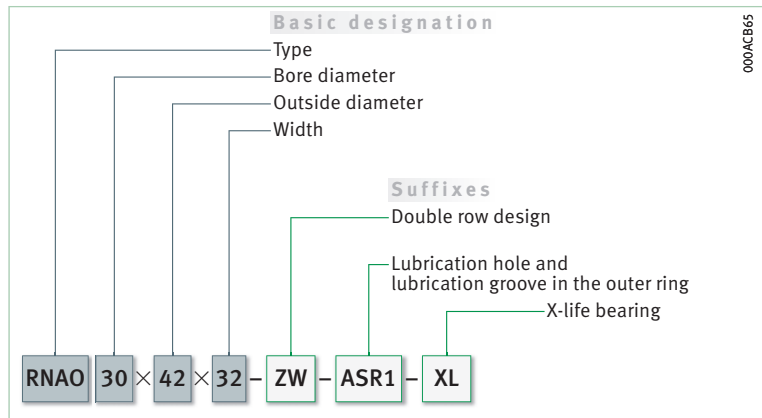 Basic designation
Type
Bore diameter
Outside diameter
Width
Suffixes
Double row design
Lubrication hole and
lubrication groove in the outer ring
X-life bearing
RNAO 30 × 42 × 32 – ZW – ASR1 – XL
000ACB65